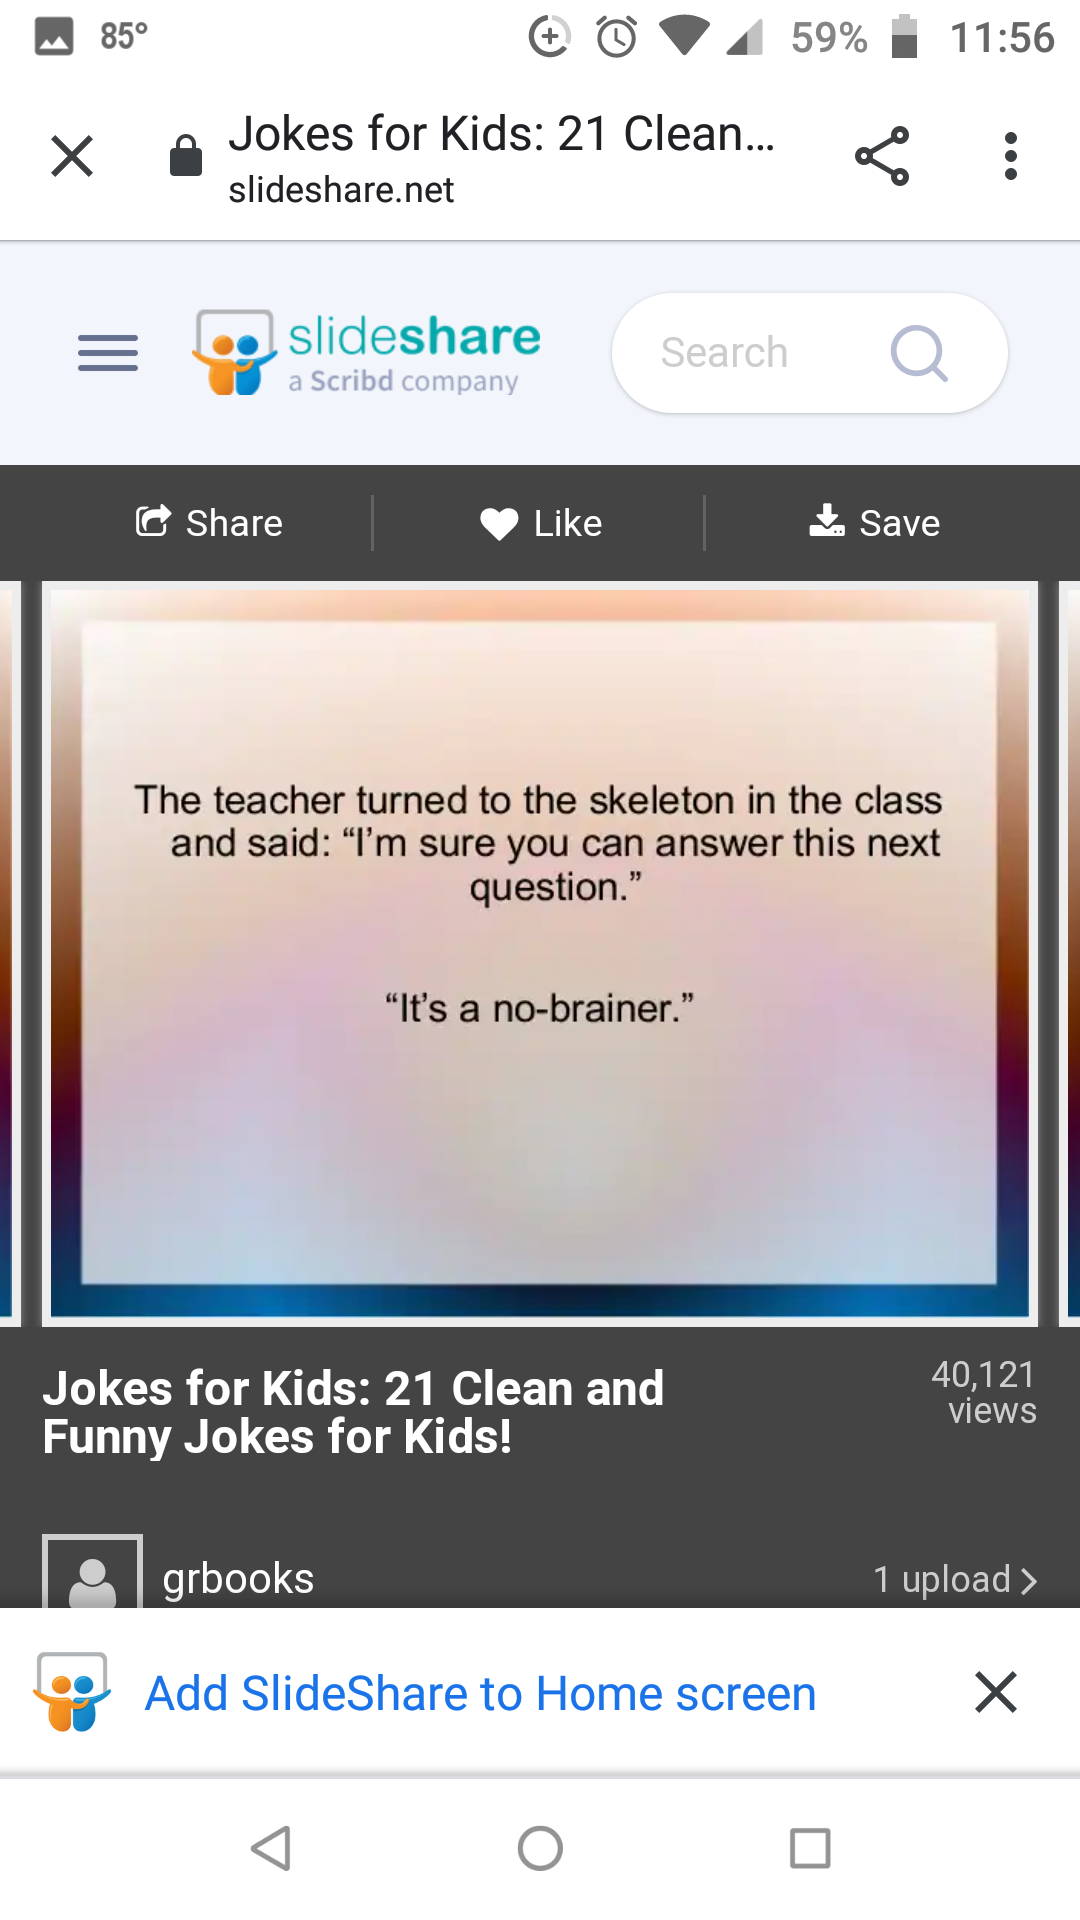 85° 59% 11:56
Jokes for Kids: 21 Clean...
slideshare.net
slideshare
a Scribd company
Search
Share Like Save
The teacher turned to the skeleton in the class
and said: “I’m sure you can answer this next
question.”
“It’s a no-brainer.”
Jokes for Kids: 21 Clean and
Funny Jokes for Kids!
40,121
views
grbooks
1 upload
Add SlideShare to Home screen